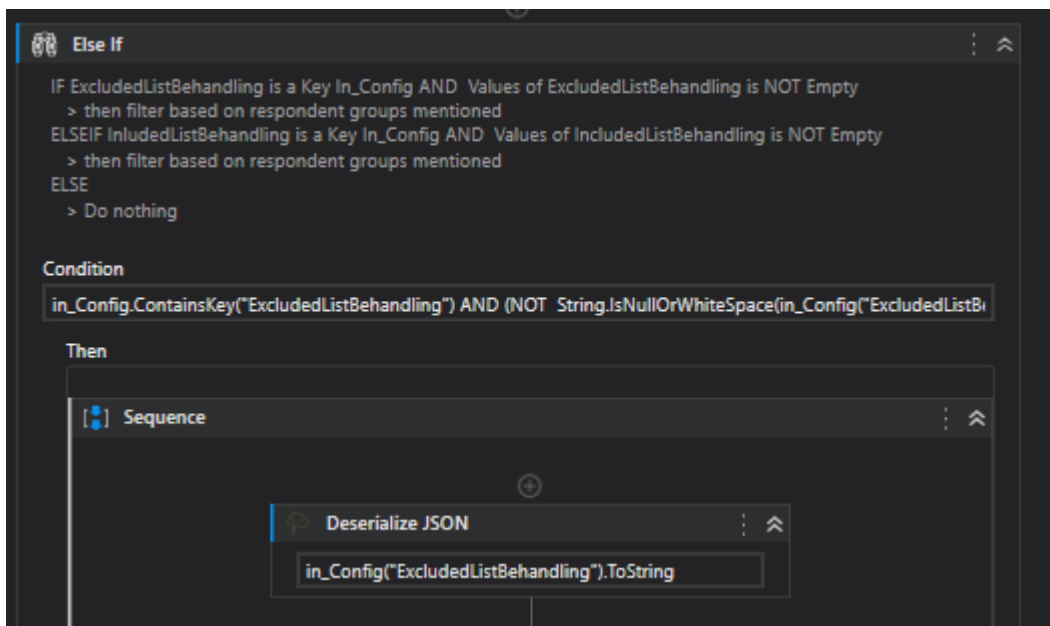 Else If
IF ExcludedListBehandling is a Key In_Config AND  Values of ExcludedListBehandling is NOT Empty
> then filter based on respondent groups mentioned
ELSEIF InludedListBehandling is a Key In_Config AND  Values of IncludedListBehandling is NOT Empty
> then filter based on respondent groups mentioned
ELSE
> Do nothing
Condition
in_Config.ContainsKey("ExcludedListBehandling") AND (NOT  String.IsNullOrWhiteSpace(in_Config("ExcludedListB
Then
Sequence
Deserialize JSON
in_Config("ExcludedListBehandling").ToString